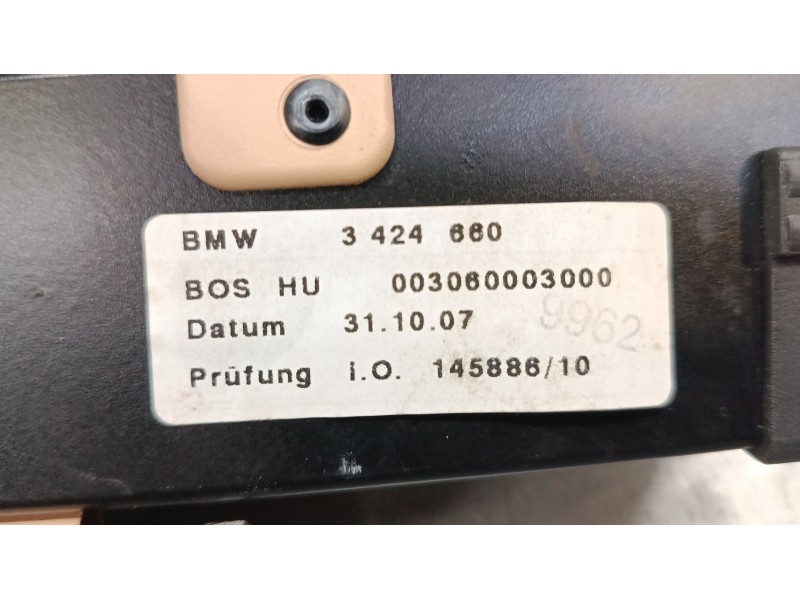 BMW 3 424 660
BOS HU 003060003000
Datum 31.10.07
9962
Prüfung i.O. 145886/10